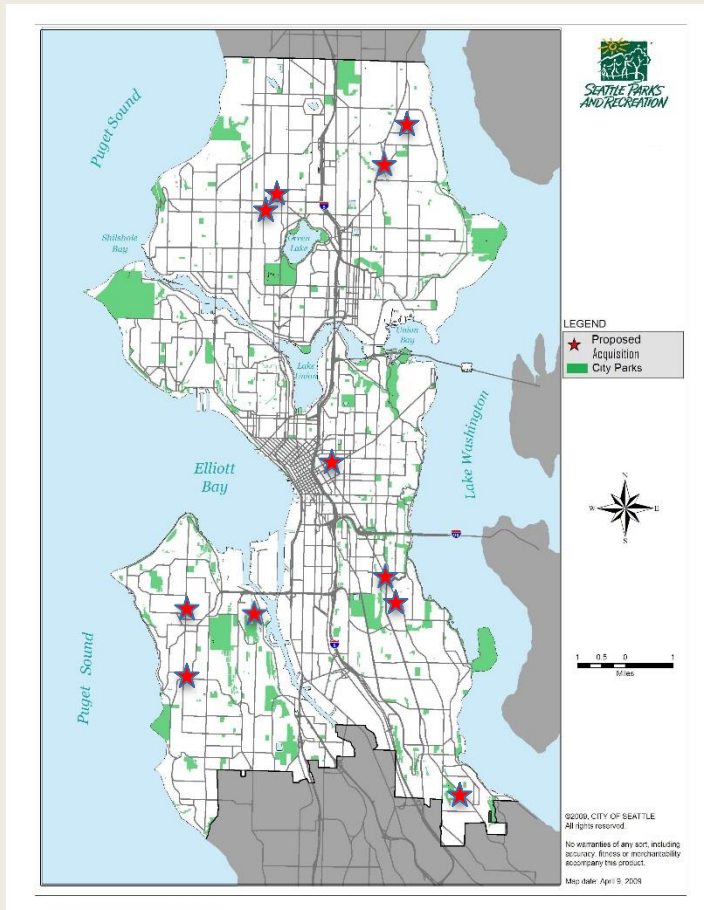 SEATTLE PARKS
AND RECREATION
Puget Sound
Shilshole
Bay
Green
Lake
5
Union
Bay
Lake
Union
LEGEND
Proposed
Acquisition
City Parks
Elliott
Bay
Lake Washington
N
W E
S
Puget Sound
5
1 0.5 0 1
Miles
©2009, CITY OF SEATTLE
All rights reserved.
No warranties of any sort, including
accuracy, fitness or merchantability
accompany this product.
Map date: April 9, 2009